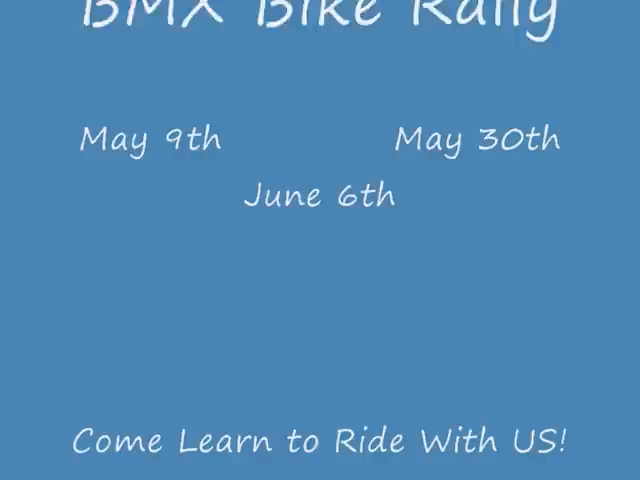 BMX Bike Rally
May 9th May 30th
June 6th
Come Learn to Ride With US!